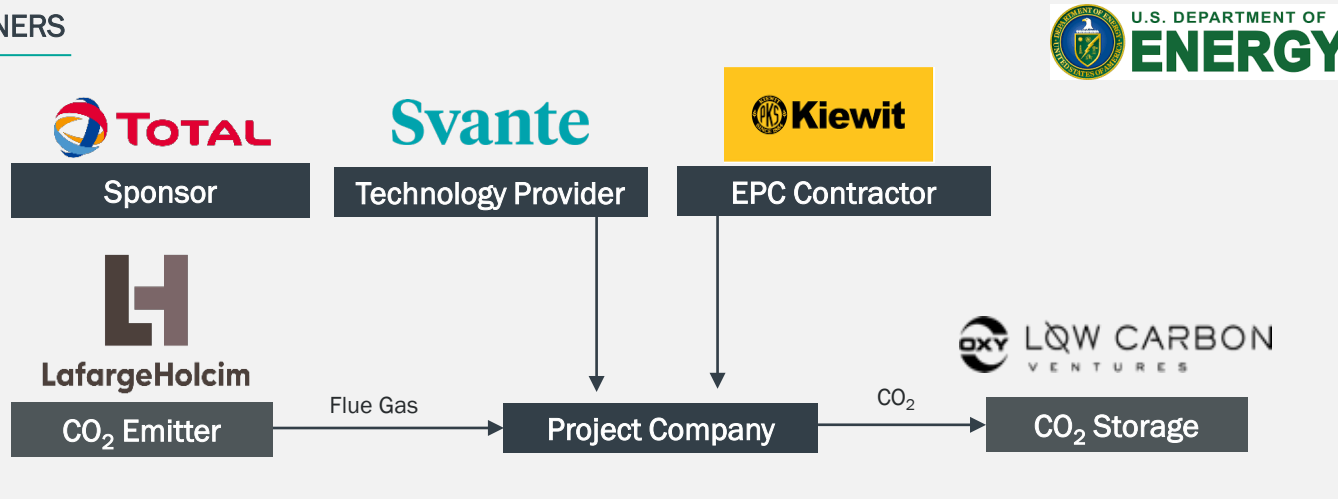 NERS
U.S. DEPARTMENT OF
ENERGY
TOTAL
Svante
PKS
Kiewit
Sponsor
Technology Provider
EPC Contractor
LafargeHolcim
OXY LOW CARBON
VENTURES
Flue Gas
CO₂
CO₂ Emitter
Project Company
CO₂ Storage